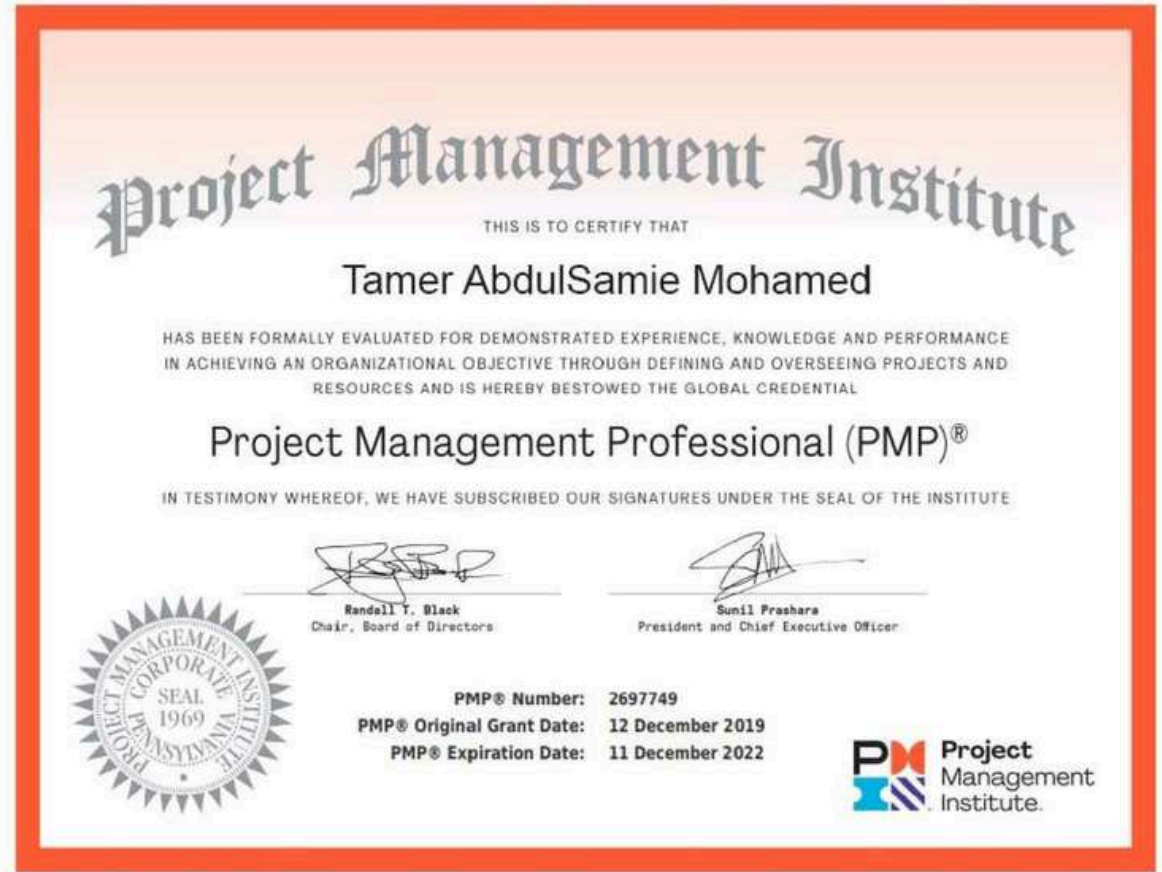 Project Management Institute
THIS IS TO CERTIFY THAT
Tamer AbdulSamie Mohamed
HAS BEEN FORMALLY EVALUATED FOR DEMONSTRATED EXPERIENCE, KNOWLEDGE AND PERFORMANCE
IN ACHIEVING AN ORGANIZATIONAL OBJECTIVE THROUGH DEFINING AND OVERSEEING PROJECTS AND
RESOURCES AND IS HEREBY BESTOWED THE GLOBAL CREDENTIAL
Project Management Professional (PMP)®
IN TESTIMONY WHEREOF, WE HAVE SUBSCRIBED OUR SIGNATURES UNDER THE SEAL OF THE INSTITUTE
Randall T. Black
Chair, Board of Directors
Sunil Prashara
President and Chief Executive Officer
PROJECT MANAGEMENT INSTITUTE
CORPORATE
SEAL
1969
PENNSYLVANIA
PMP® Number: 2697749
PMP® Original Grant Date: 12 December 2019
PMP® Expiration Date: 11 December 2022
Project
Management
Institute.